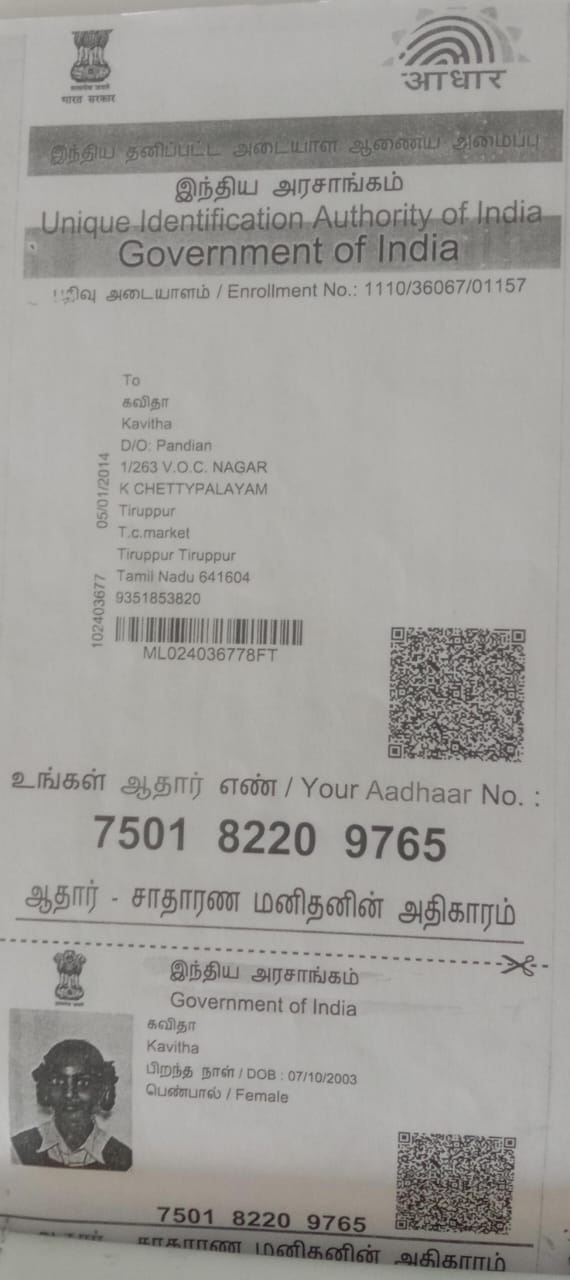 भारत सरकार
आधार
இந்திய தனிப்பட்ட அடையாள ஆணைய அமைப்பு
இந்திய அரசாங்கம்
Unique Identification Authority of India
Government of India
அடையாளம் / Enrollment No.: 1110/36067/01157
To
கவிதா
Kavitha
D/O: Pandian
1/263 V.O.C. NAGAR
K CHETTYPALAYAM
Tiruppur
T.c.market
Tiruppur Tiruppur
Tamil Nadu 641604
9351853820
05/01/2014
102403677
ML024036778FT
உங்கள் ஆதார் எண் / Your Aadhaar No. :
7501 8220 9765
ஆதார் - சாதாரண மனிதனின் அதிகாரம்
இந்திய அரசாங்கம்
Government of India
கவிதா
Kavitha
பிறந்த நாள் / DOB : 07/10/2003
பெண்பால் / Female
7501 8220 9765
ஆதார் சாதாரண மனிதனின் அதிகாரம்